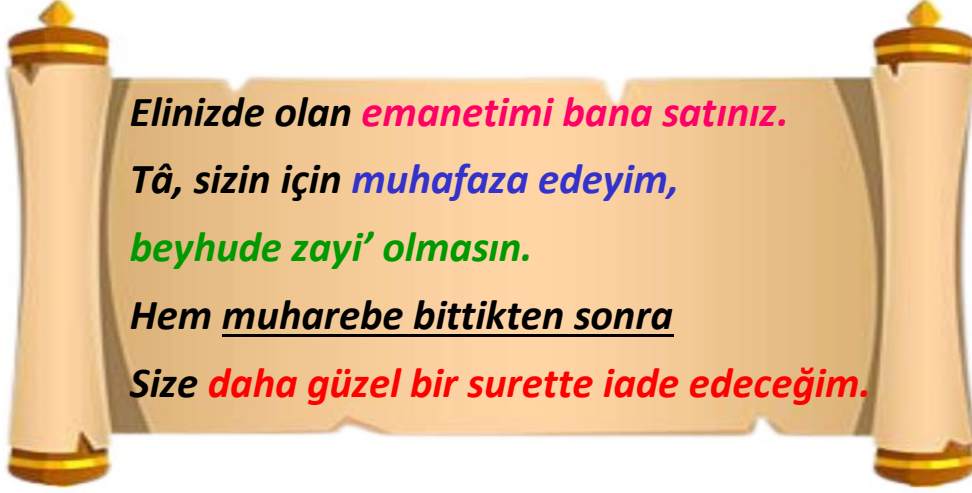 Elinizde olan emanetimi bana satınız.
Tâ, sizin için muhafaza edeyim,
beyhude zayi’ olmasın.
Hem muharebe bittikten sonra
Size daha güzel bir surette iade edeceğim.